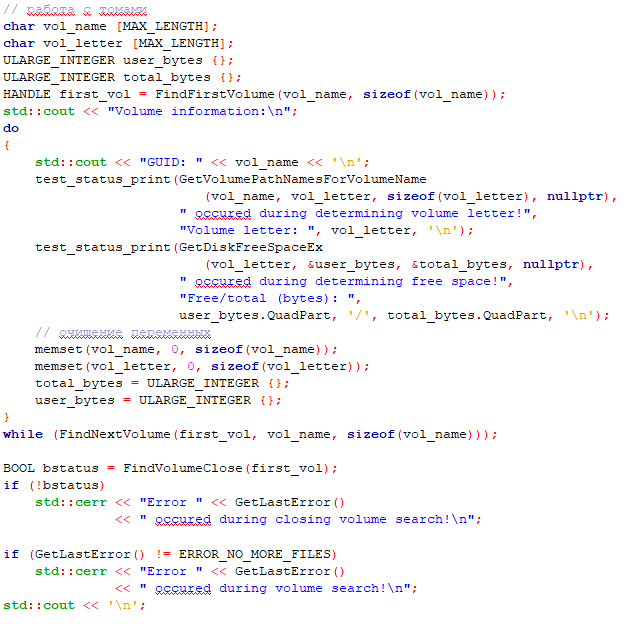 // работа с томами
char vol_name [MAX_LENGTH];
char vol_letter [MAX_LENGTH];
ULARGE_INTEGER user_bytes {};
ULARGE_INTEGER total_bytes {};
HANDLE first_vol = FindFirstVolume(vol_name, sizeof(vol_name));
std::cout << "Volume information:\n";
do
{
    std::cout << "GUID: " << vol_name << '\n';
    test_status_print(GetVolumePathNamesForVolumeName
                         (vol_name, vol_letter, sizeof(vol_letter), nullptr),
                      " occured during determining volume letter!",
                      "Volume letter: ", vol_letter, '\n');
    test_status_print(GetDiskFreeSpaceEx
                         (vol_letter, &user_bytes, &total_bytes, nullptr),
                      " occured during determining free space!",
                      "Free/total (bytes): ",
                      user_bytes.QuadPart, '/', total_bytes.QuadPart, '\n');
    // очищение переменных
    memset(vol_name, 0, sizeof(vol_name));
    memset(vol_letter, 0, sizeof(vol_letter));
    total_bytes = ULARGE_INTEGER {};
    user_bytes = ULARGE_INTEGER {};
}
while (FindNextVolume(first_vol, vol_name, sizeof(vol_name)));

BOOL bstatus = FindVolumeClose(first_vol);
if (!bstatus)
    std::cerr << "Error " << GetLastError()
              << " occured during closing volume search!\n";

if (GetLastError() != ERROR_NO_MORE_FILES)
    std::cerr << "Error " << GetLastError()
              << " occured during volume search!\n";
std::cout << '\n';